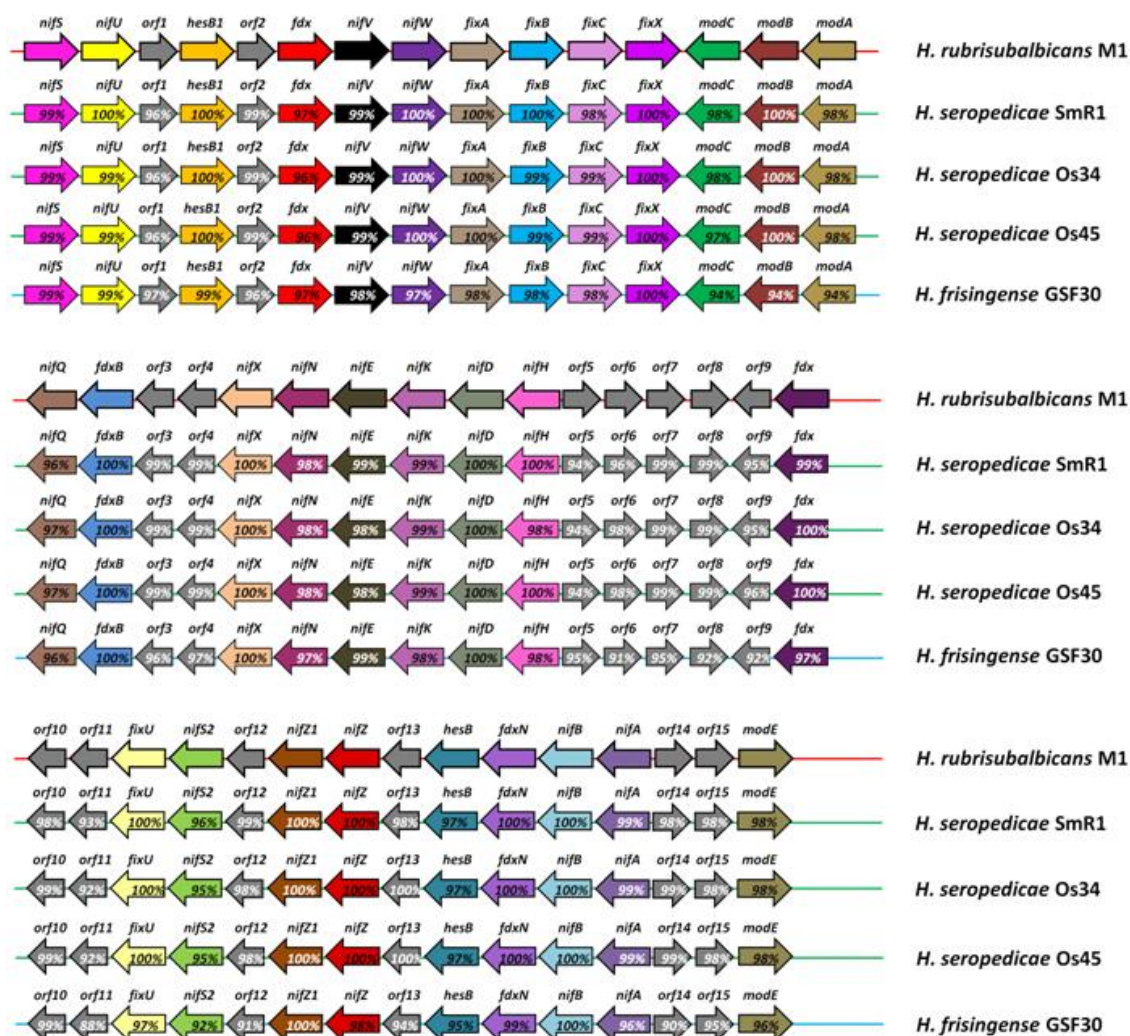 nifS nifU orf1 hesB1 orf2 fdx nifV nifW fixA fixB fixC fixX modC modB modA
H. rubrisubalbicans M1
nifS nifU orf1 hesB1 orf2 fdx nifV nifW fixA fixB fixC fixX modC modB modA
99% 100% 96% 100% 99% 97% 99% 100% 100% 100% 98% 100% 98% 100% 98%
H. seropedicae SmR1
nifS nifU orf1 hesB1 orf2 fdx nifV nifW fixA fixB fixC fixX modC modB modA
99% 99% 96% 100% 99% 96% 99% 100% 100% 99% 99% 100% 98% 100% 98%
H. seropedicae Os34
nifS nifU orf1 hesB1 orf2 fdx nifV nifW fixA fixB fixC fixX modC modB modA
99% 99% 96% 100% 99% 96% 99% 100% 100% 99% 99% 100% 97% 100% 98%
H. seropedicae Os45
nifS nifU orf1 hesB1 orf2 fdx nifV nifW fixA fixB fixC fixX modC modB modA
99% 99% 97% 99% 96% 97% 98% 97% 98% 98% 98% 100% 94% 94% 94%
H. frisingense GSF30
nifQ fdxB orf3 orf4 nifX nifN nifE nifK nifD nifH orf5 orf6 orf7 orf8 orf9 fdx
H. rubrisubalbicans M1
nifQ fdxB orf3 orf4 nifX nifN nifE nifK nifD nifH orf5 orf6 orf7 orf8 orf9 fdx
96% 100% 99% 99% 100% 98% 99% 99% 100% 100% 94% 96% 99% 99% 95% 99%
H. seropedicae SmR1
nifQ fdxB orf3 orf4 nifX nifN nifE nifK nifD nifH orf5 orf6 orf7 orf8 orf9 fdx
97% 100% 99% 99% 100% 98% 98% 99% 100% 98% 94% 98% 99% 99% 95% 100%
H. seropedicae Os34
nifQ fdxB orf3 orf4 nifX nifN nifE nifK nifD nifH orf5 orf6 orf7 orf8 orf9 fdx
97% 100% 99% 99% 100% 98% 98% 99% 100% 100% 94% 98% 99% 99% 96% 100%
H. seropedicae Os45
nifQ fdxB orf3 orf4 nifX nifN nifE nifK nifD nifH orf5 orf6 orf7 orf8 orf9 fdx
96% 100% 96% 97% 100% 97% 99% 98% 100% 98% 95% 91% 95% 92% 92% 97%
H. frisingense GSF30
orf10 orf11 fixU nifS2 orf12 nifZ1 nifZ orf13 hesB fdxN nifB nifA orf14 orf15 modE
H. rubrisubalbicans M1
orf10 orf11 fixU nifS2 orf12 nifZ1 nifZ orf13 hesB fdxN nifB nifA orf14 orf15 modE
98% 93% 100% 96% 99% 100% 100% 98% 97% 100% 100% 99% 98% 98% 98%
H. seropedicae SmR1
orf10 orf11 fixU nifS2 orf12 nifZ1 nifZ orf13 hesB fdxN nifB nifA orf14 orf15 modE
99% 92% 100% 95% 98% 100% 100% 100% 97% 100% 100% 99% 99% 98% 98%
H. seropedicae Os34
orf10 orf11 fixU nifS2 orf12 nifZ1 nifZ orf13 hesB fdxN nifB nifA orf14 orf15 modE
99% 92% 100% 95% 98% 100% 100% 100% 97% 100% 100% 99% 99% 98% 98%
H. seropedicae Os45
orf10 orf11 fixU nifS2 orf12 nifZ1 nifZ orf13 hesB fdxN nifB nifA orf14 orf15 modE
99% 88% 97% 92% 91% 100% 98% 94% 95% 99% 100% 96% 90% 95% 96%
H. frisingense GSF30